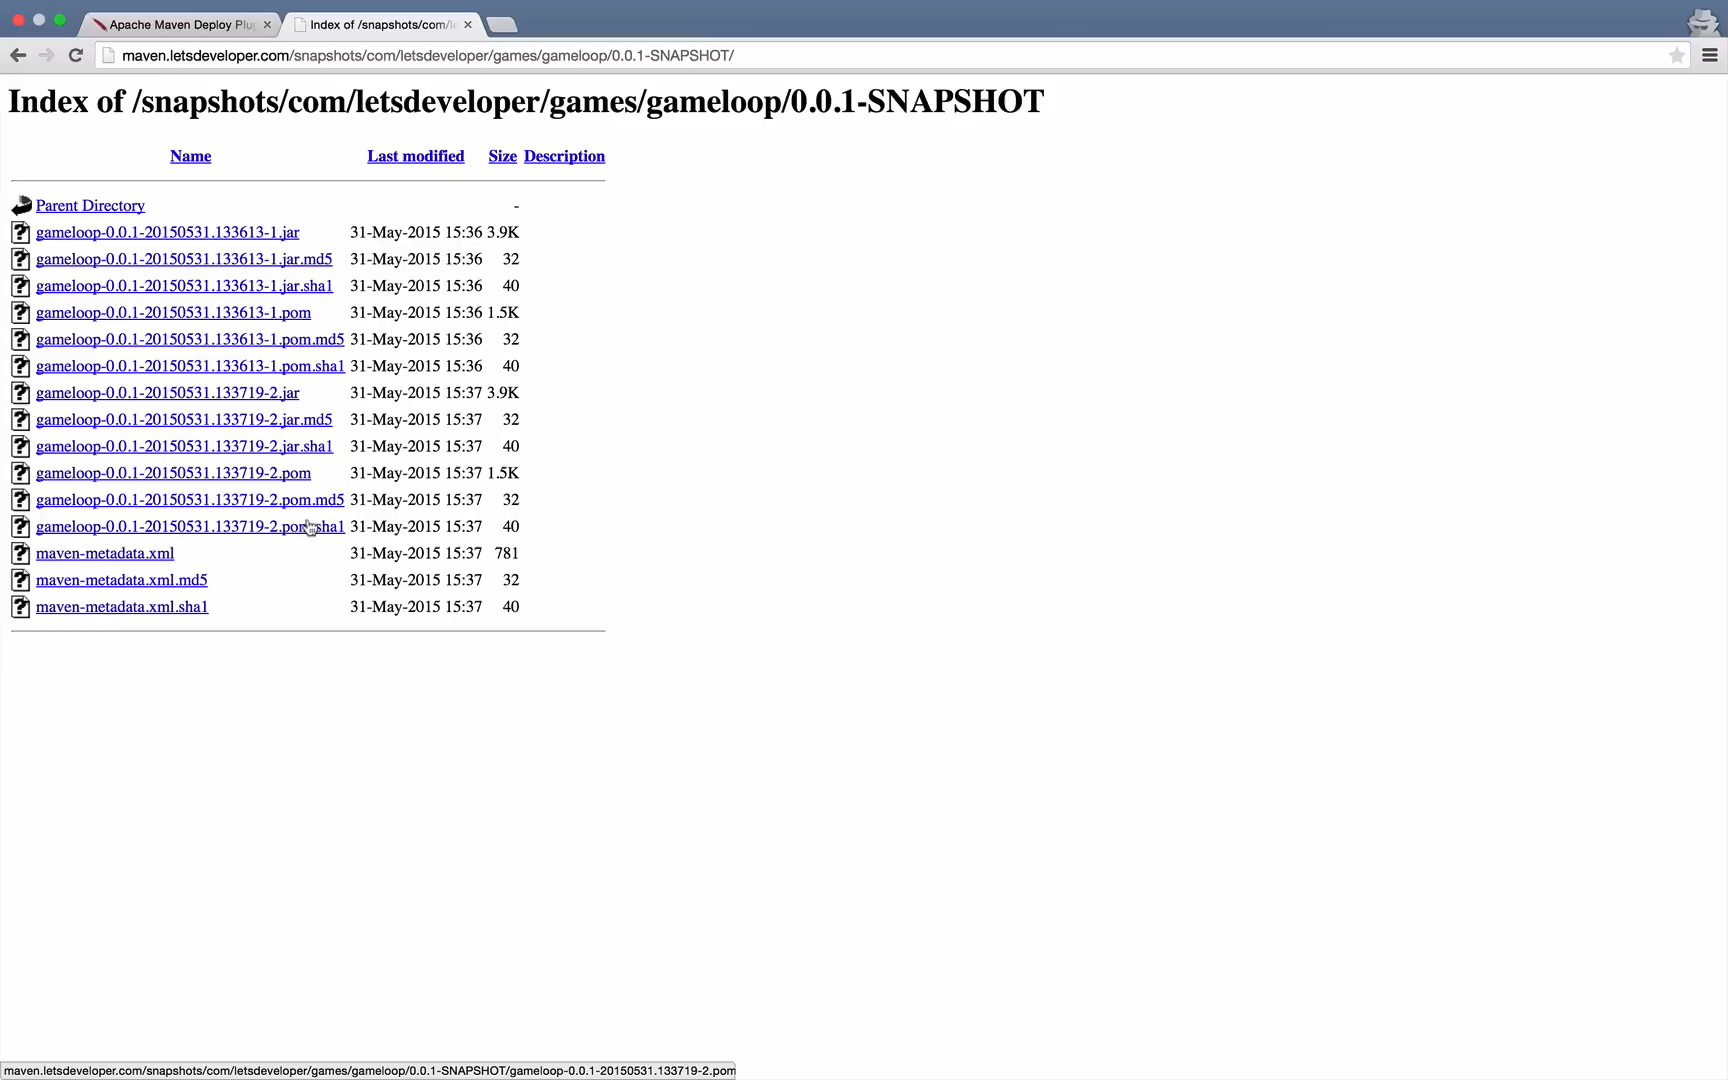 Apache Maven Deploy Plug
Index of /snapshots/com/le
maven.letsdeveloper.com/snapshots/com/letsdeveloper/games/gameloop/0.0.1-SNAPSHOT/
Index of /snapshots/com/letsdeveloper/games/gameloop/0.0.1-SNAPSHOT
Name Last modified Size Description
Parent Directory -
gameloop-0.0.1-20150531.133613-1.jar 31-May-2015 15:36 3.9K
gameloop-0.0.1-20150531.133613-1.jar.md5 31-May-2015 15:36 32
gameloop-0.0.1-20150531.133613-1.jar.sha1 31-May-2015 15:36 40
gameloop-0.0.1-20150531.133613-1.pom 31-May-2015 15:36 1.5K
gameloop-0.0.1-20150531.133613-1.pom.md5 31-May-2015 15:36 32
gameloop-0.0.1-20150531.133613-1.pom.sha1 31-May-2015 15:36 40
gameloop-0.0.1-20150531.133719-2.jar 31-May-2015 15:37 3.9K
gameloop-0.0.1-20150531.133719-2.jar.md5 31-May-2015 15:37 32
gameloop-0.0.1-20150531.133719-2.jar.sha1 31-May-2015 15:37 40
gameloop-0.0.1-20150531.133719-2.pom 31-May-2015 15:37 1.5K
gameloop-0.0.1-20150531.133719-2.pom.md5 31-May-2015 15:37 32
gameloop-0.0.1-20150531.133719-2.pom.sha1 31-May-2015 15:37 40
maven-metadata.xml 31-May-2015 15:37 781
maven-metadata.xml.md5 31-May-2015 15:37 32
maven-metadata.xml.sha1 31-May-2015 15:37 40
maven.letsdeveloper.com/snapshots/com/letsdeveloper/games/gameloop/0.0.1-SNAPSHOT/gameloop-0.0.1-20150531.133719-2.pom